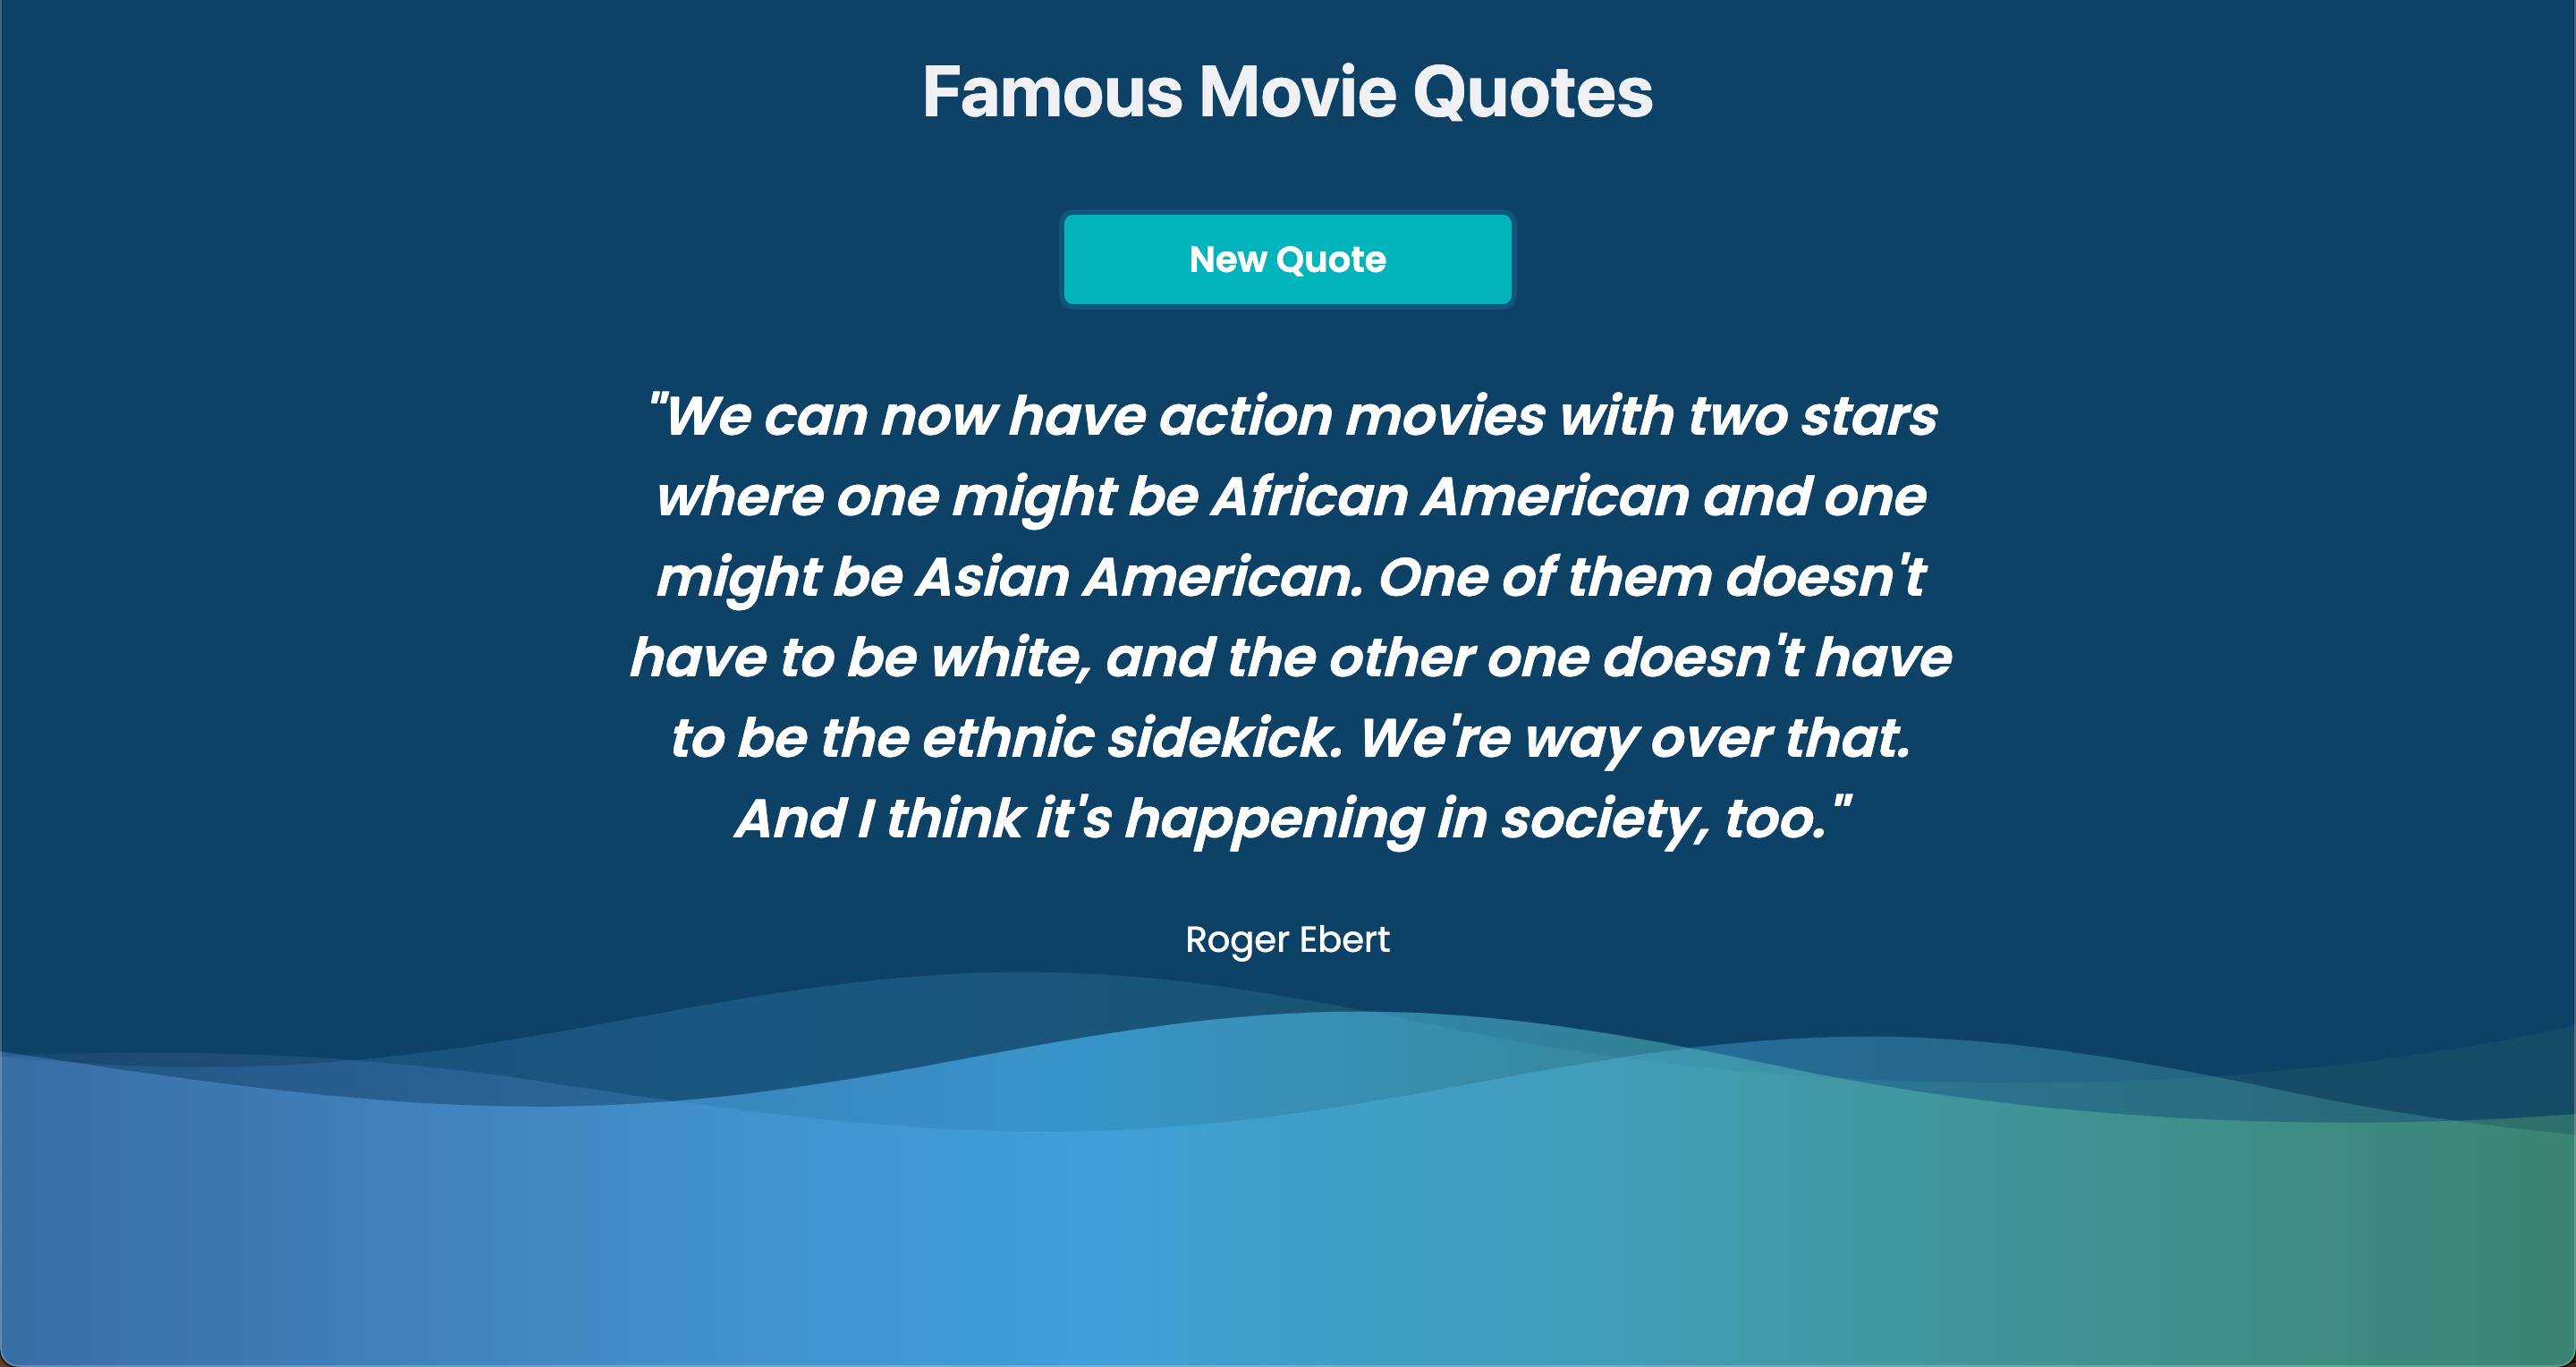 Famous Movie Quotes
New Quote
"We can now have action movies with two stars
where one might be African American and one
might be Asian American. One of them doesn't
have to be white, and the other one doesn't have
to be the ethnic sidekick. We're way over that.
And I think it's happening in society, too."
Roger Ebert